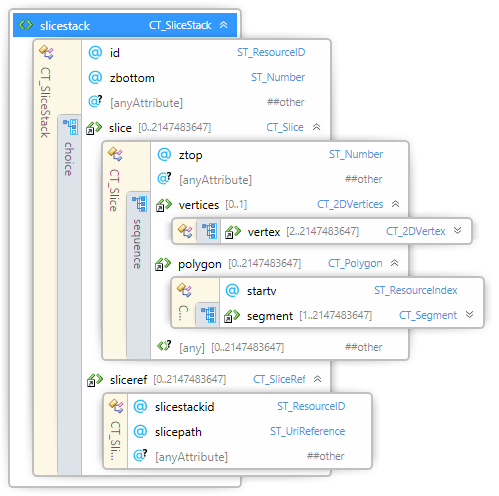 slicestack CT_SliceStack
CT_SliceStack
id ST_ResourceID
zbottom ST_Number
[anyAttribute] ##other
choice
slice [0..2147483647] CT_Slice
CT_Slice
ztop ST_Number
[anyAttribute] ##other
sequence
vertices [0..1] CT_2DVertices
vertex [2..2147483647] CT_2DVertex
polygon [0..2147483647] CT_Polygon
C...
startv ST_ResourceIndex
segment [1..2147483647] CT_Segment
[any] [0..2147483647] ##other
sliceref [0..2147483647] CT_SliceRef
CT_Sli...
slicestackid ST_ResourceID
slicepath ST_UriReference
[anyAttribute] ##other